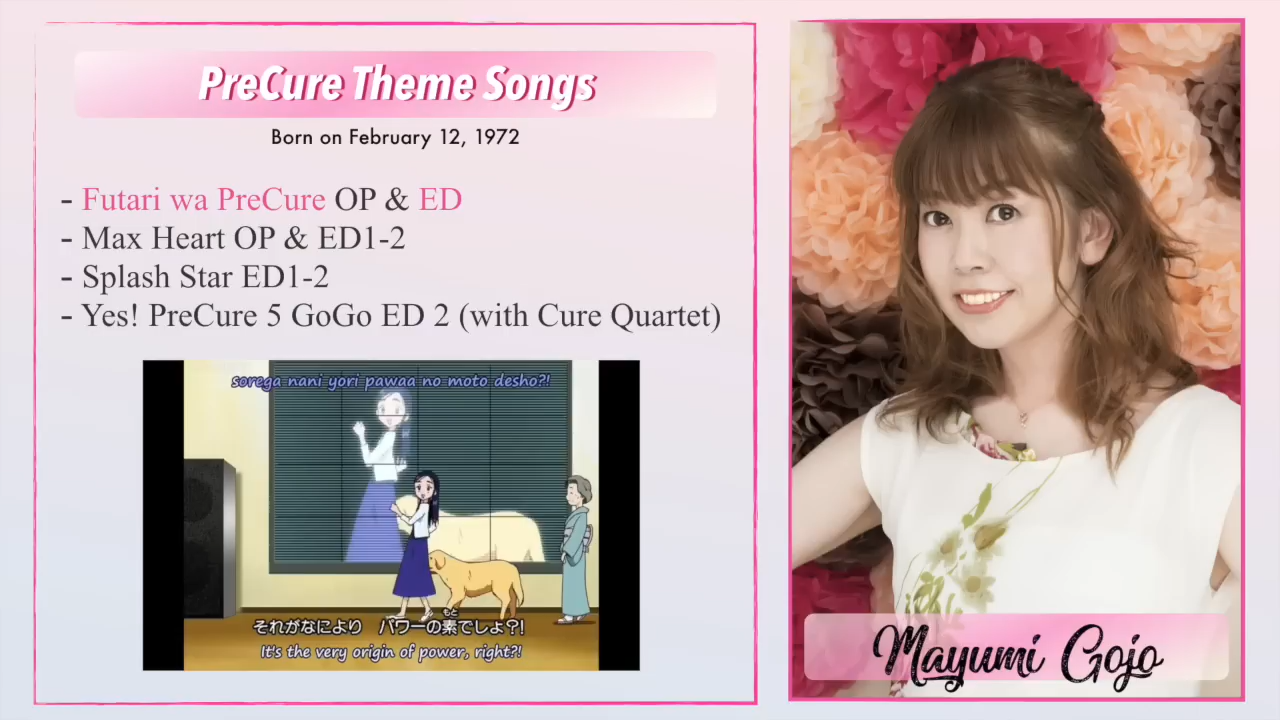 PreCure Theme Songs
Born on February 12, 1972
- Futari wa PreCure OP & ED
- Max Heart OP & ED1-2
- Splash Star ED1-2
- Yes! PreCure 5 GoGo ED 2 (with Cure Quartet)
sorega nani yori pawaa no moto desho?!
もと
それがなにより パワーの素でしょ?!
It's the very origin of power, right?!
Mayumi Gojo